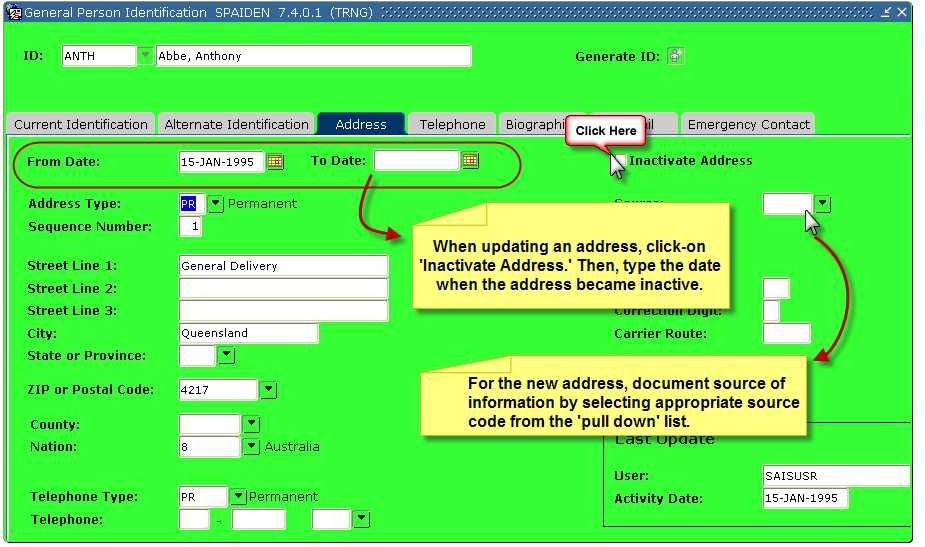 General Person Identification SPAIDEN 7.4.0.1 (TRNG)
ID: ANTH Abbe, Anthony Generate ID:
Current Identification Alternate Identification Address Telephone Biographi il Emergency Contact
Click Here
From Date: 15-JAN-1995 To Date: Inactivate Address
Address Type: PR Permanent
Sequence Number: 1
When updating an address, click-on
'Inactivate Address.' Then, type the date
when the address became inactive.
Street Line 1: General Delivery
Street Line 2:
Street Line 3: Correction Digit:
City: Queensland Carrier Route:
State or Province:
For the new address, document source of
information by selecting appropriate source
code from the 'pull down' list.
ZIP or Postal Code: 4217
County:
Nation: 8 Australia
Last Update
User: SAISUSR
Activity Date: 15-JAN-1995
Telephone Type: PR Permanent
Telephone: -